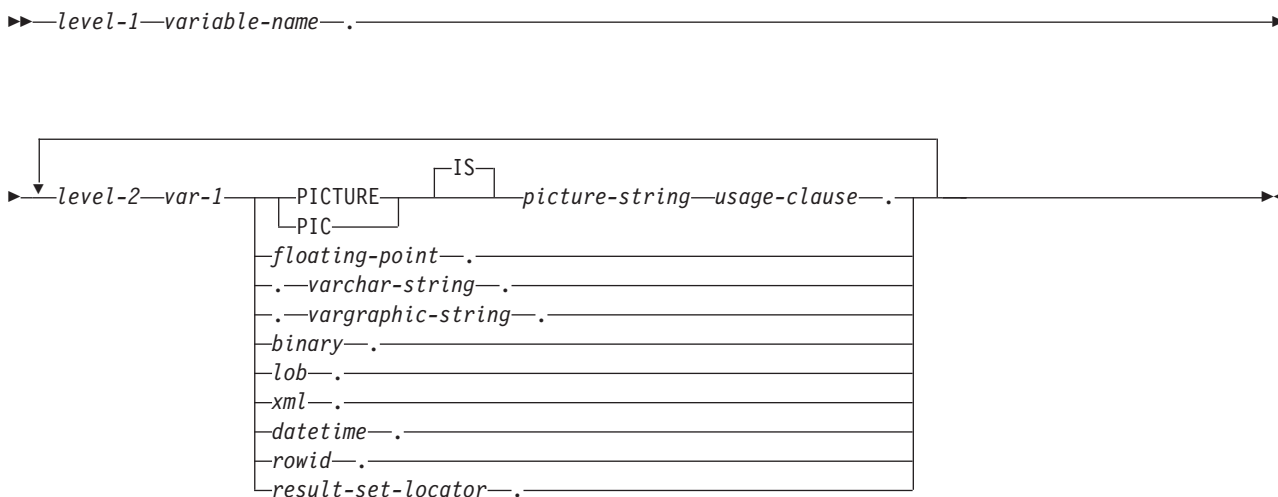 level-1 variable-name .
IS
level-2 var-1 PICTURE picture-string usage-clause .
PIC
floating-point .
. varchar-string .
. vargraphic-string .
binary .
lob .
xml .
datetime .
rowid .
result-set-locator .